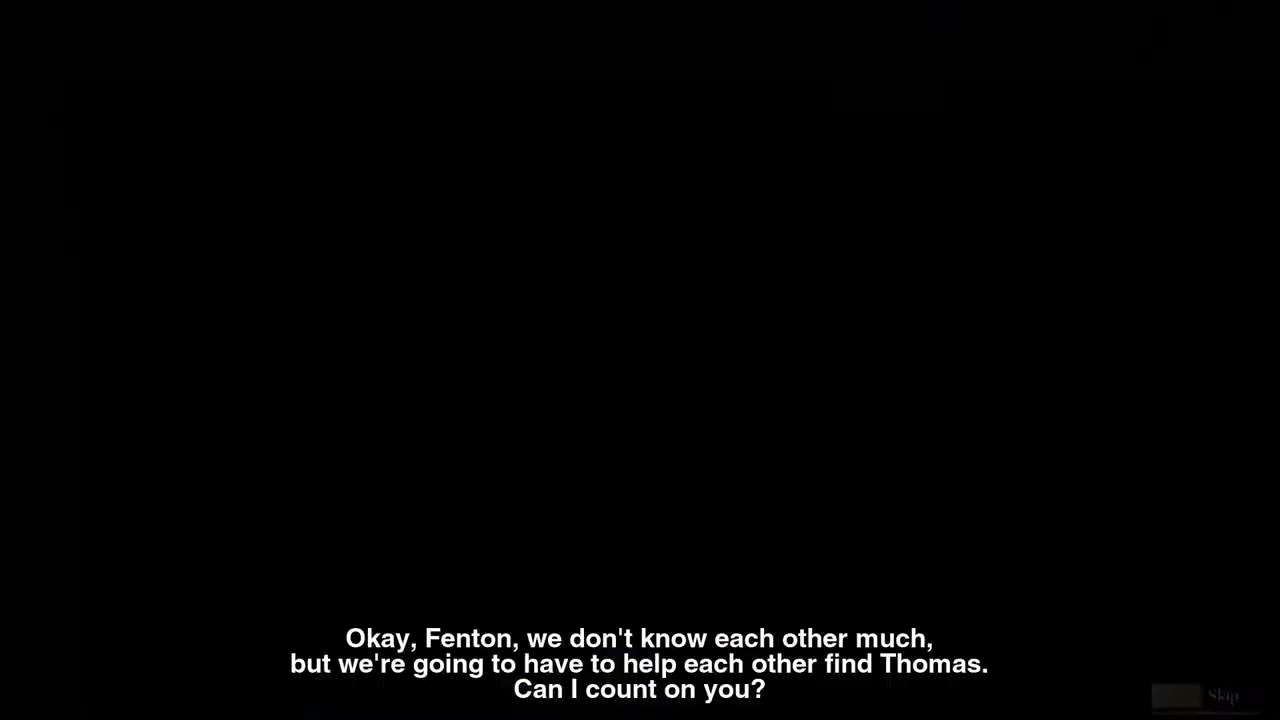 Okay, Fenton, we don't know each other much,
but we're going to have to help each other find Thomas.
Can I count on you?
Skip